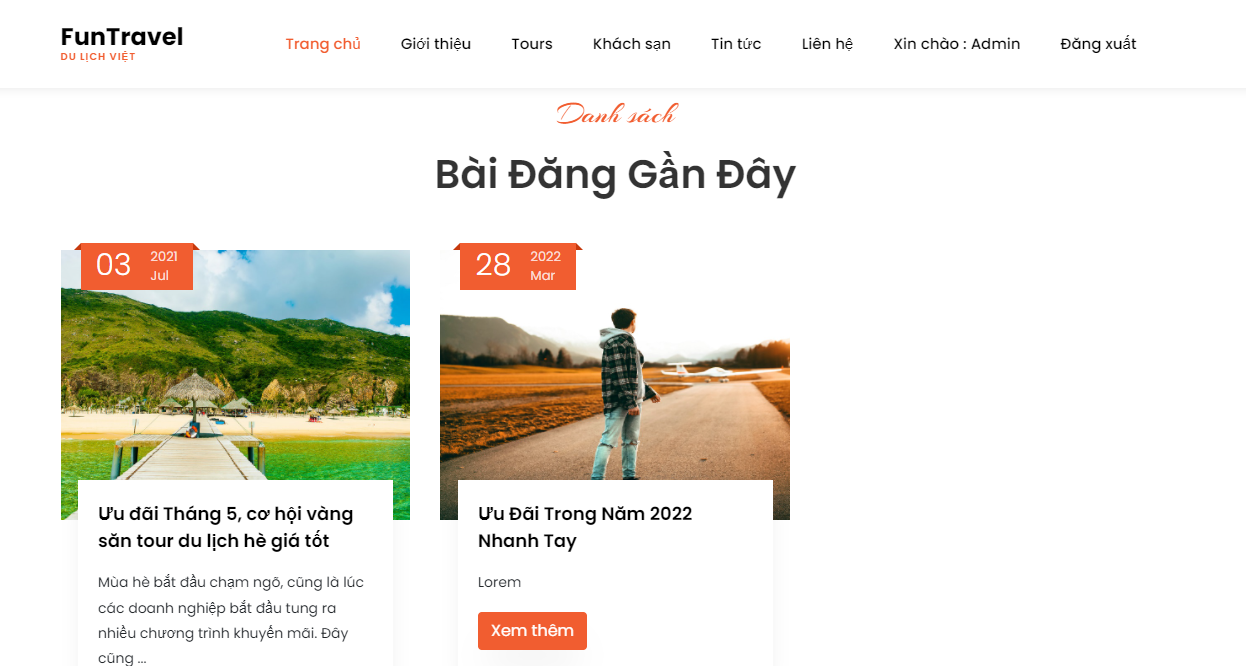 FunTravel
DU LỊCH VIỆT
Trang chủ
Giới thiệu
Tours
Khách sạn
Tin tức
Liên hệ
Xin chào : Admin
Đăng xuất
Danh sách
Bài Đăng Gần Đây
03
2021
Jul
Ưu đãi Tháng 5, cơ hội vàng
săn tour du lịch hè giá tốt
Mùa hè bắt đầu chạm ngõ, cũng là lúc
các doanh nghiệp bắt đầu tung ra
nhiều chương trình khuyến mãi. Đây
cũng ...
28
2022
Mar
Ưu Đãi Trong Năm 2022
Nhanh Tay
Lorem
Xem thêm